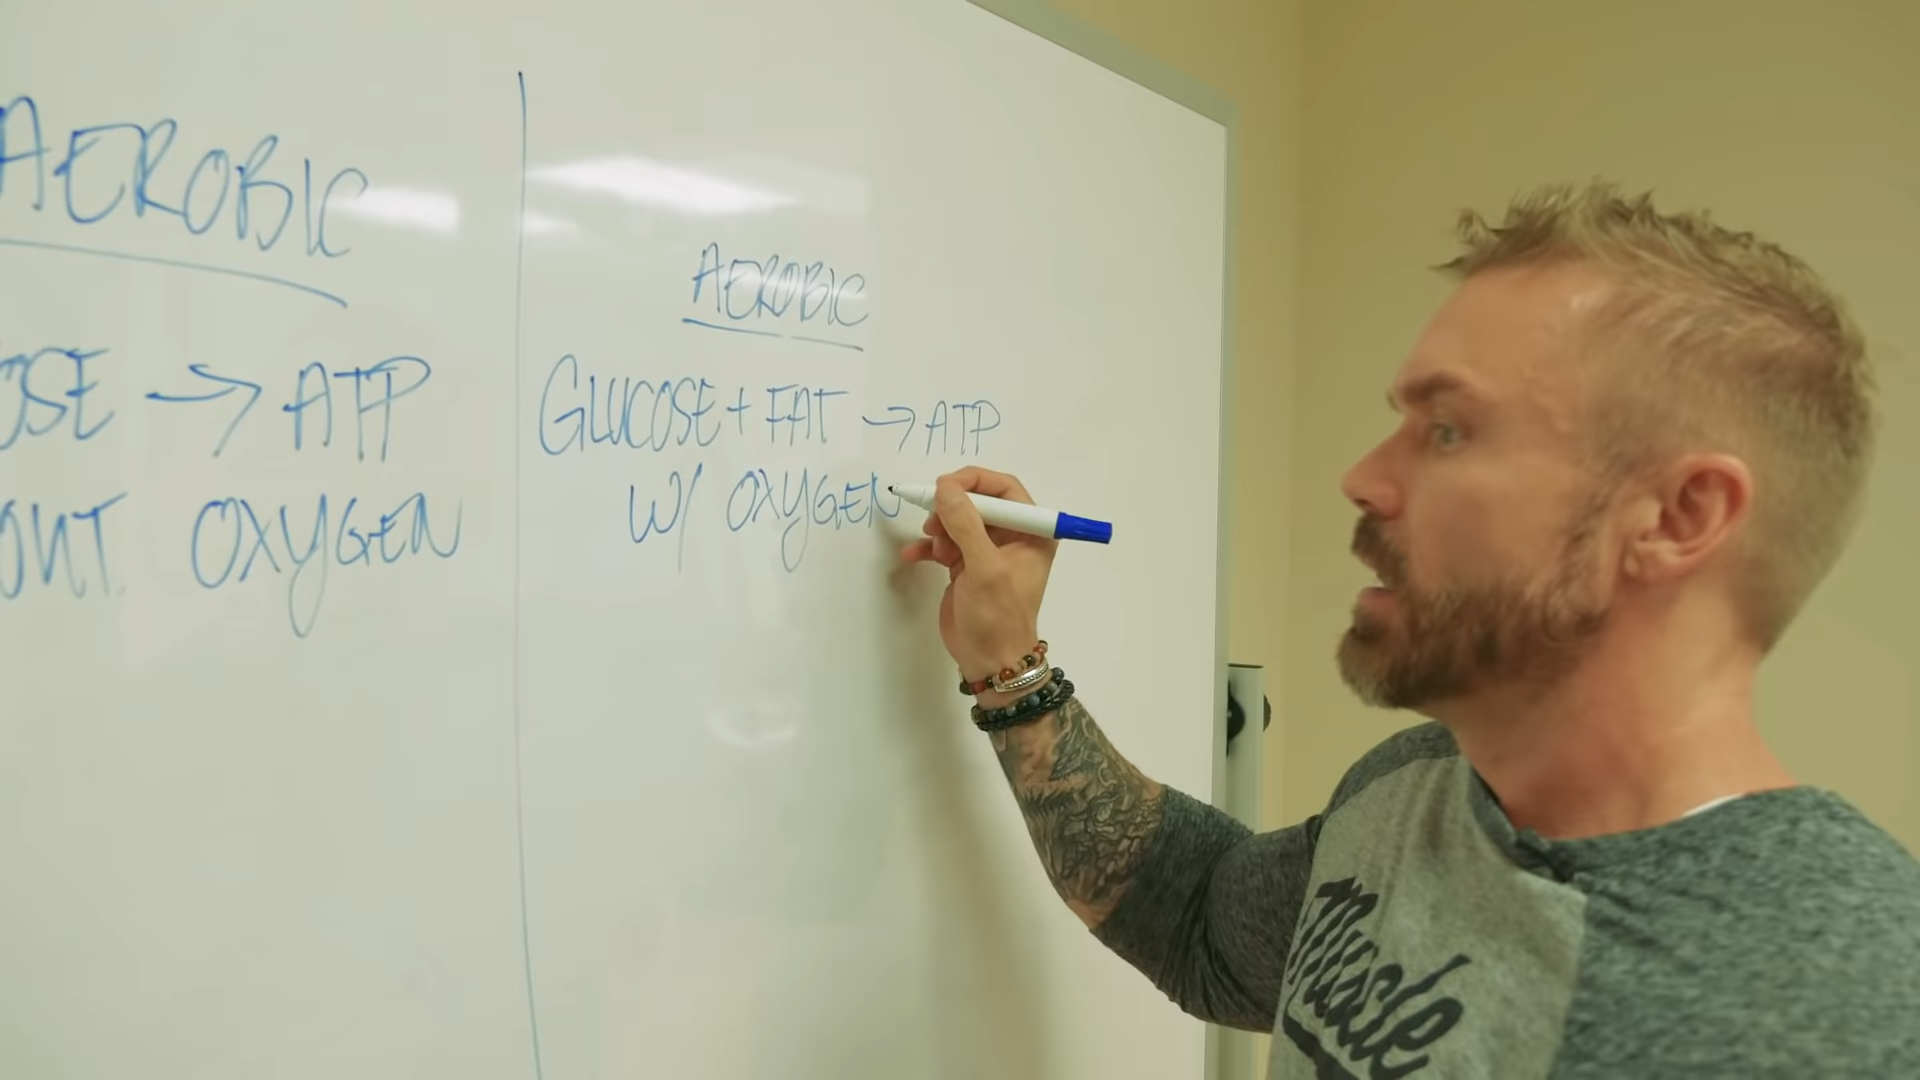 AEROBIC
OSE → ATP
OUT OXYGEN
AEROBIC
GLUCOSE + FAT → ATP
W/ OXYGEN
Muscle